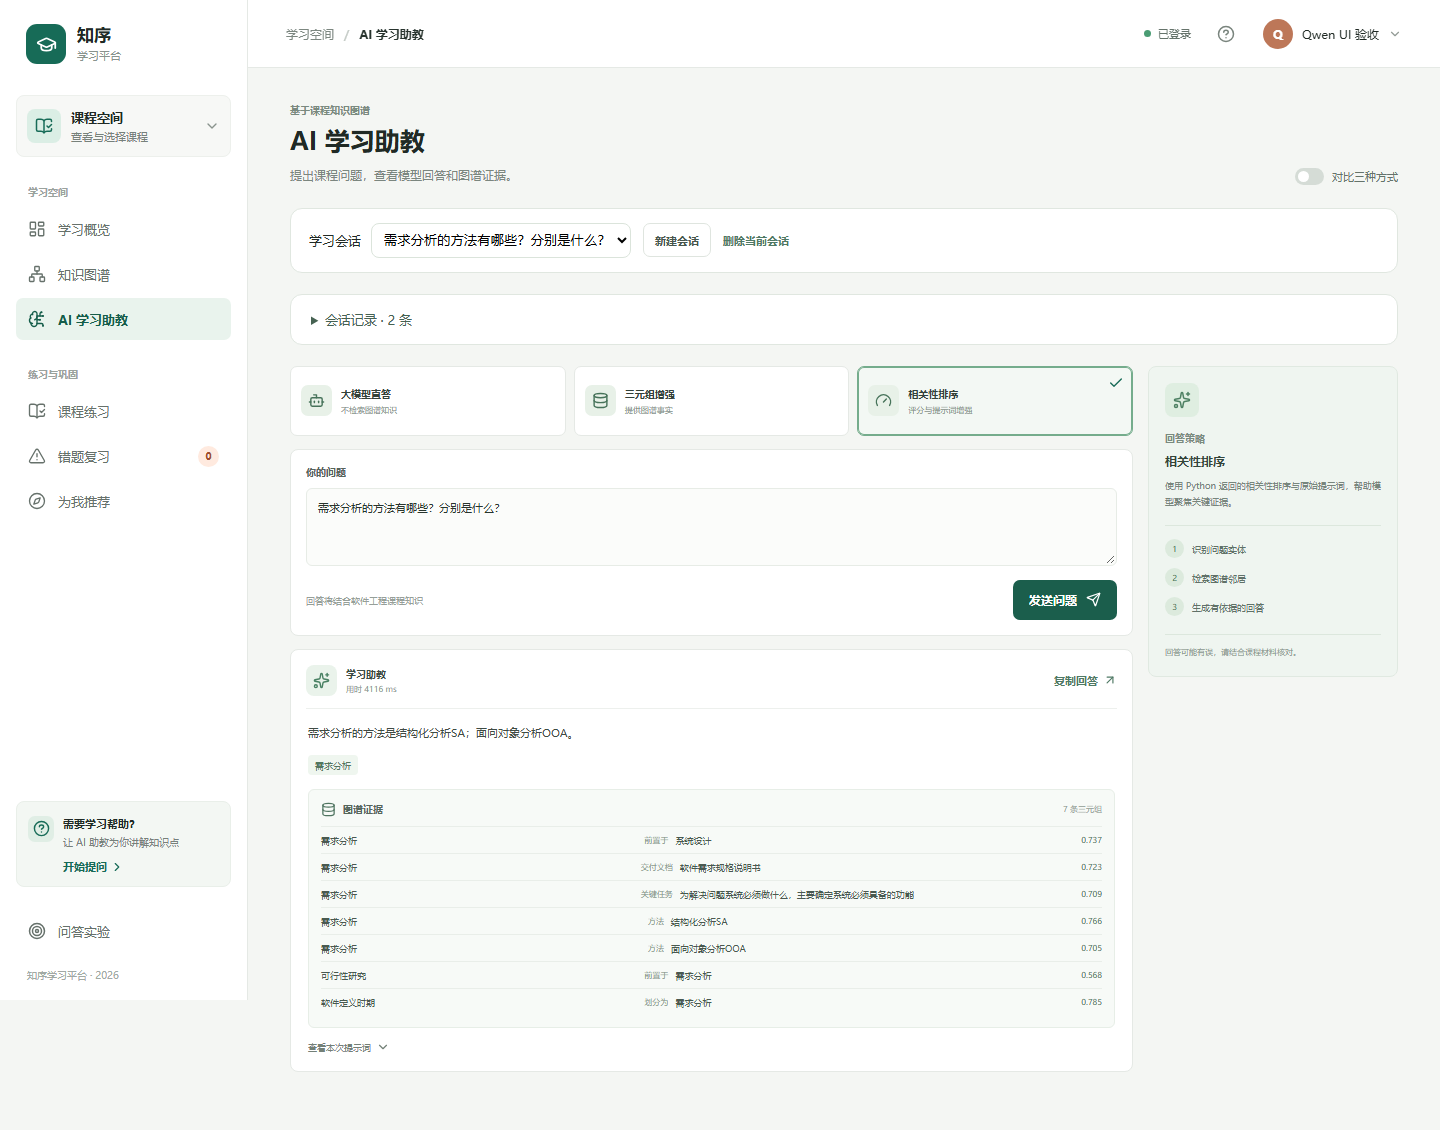 知序
学习平台
课程空间
查看与选择课程
学习空间
学习概览
知识图谱
AI 学习助教
练习与巩固
课程练习
错题复习
0
为我推荐
需要学习帮助?
让 AI 助教为你讲解知识点
开始提问
问答实验
知序学习平台 · 2026
学习空间 / AI 学习助教
已登录
Q
Qwen UI 验收
基于课程知识图谱
AI 学习助教
提出课程问题，查看模型回答和图谱证据。
对比三种方式
学习会话
需求分析的方法有哪些？分别是什么？
新建会话
删除当前会话
会话记录 · 2 条
大模型直答
不检索图谱知识
三元组增强
提供图谱事实
相关性排序
评分与提示词增强
你的问题
需求分析的方法有哪些？分别是什么？
回答将结合软件工程课程知识
发送问题
学习助教
用时 4116 ms
复制回答
需求分析的方法是结构化分析SA；面向对象分析OOA。
需求分析
图谱证据
7 条三元组
需求分析 前置于 系统设计 0.737
需求分析 交付文档 软件需求规格说明书 0.723
需求分析 关键任务 为解决问题系统必须做什么，主要确定系统必须具备的功能 0.709
需求分析 方法 结构化分析SA 0.766
需求分析 方法 面向对象分析OOA 0.705
可行性研究 前置于 需求分析 0.568
软件定义时期 划分为 需求分析 0.785
查看本次提示词
回答策略
相关性排序
使用 Python 返回的相关性排序与原始提示词，帮助模
型聚焦关键证据。
1 识别问题实体
2 检索图谱邻居
3 生成有依据的回答
回答可能有误，请结合课程材料核对。